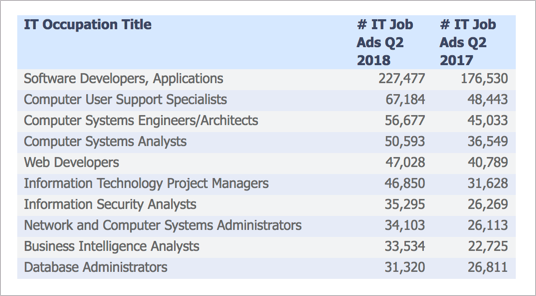 IT Occupation Title # IT Job Ads Q2 2018 # IT Job Ads Q2 2017
Software Developers, Applications 227,477 176,530
Computer User Support Specialists 67,184 48,443
Computer Systems Engineers/Architects 56,677 45,033
Computer Systems Analysts 50,593 36,549
Web Developers 47,028 40,789
Information Technology Project Managers 46,850 31,628
Information Security Analysts 35,295 26,269
Network and Computer Systems Administrators 34,103 26,113
Business Intelligence Analysts 33,534 22,725
Database Administrators 31,320 26,811